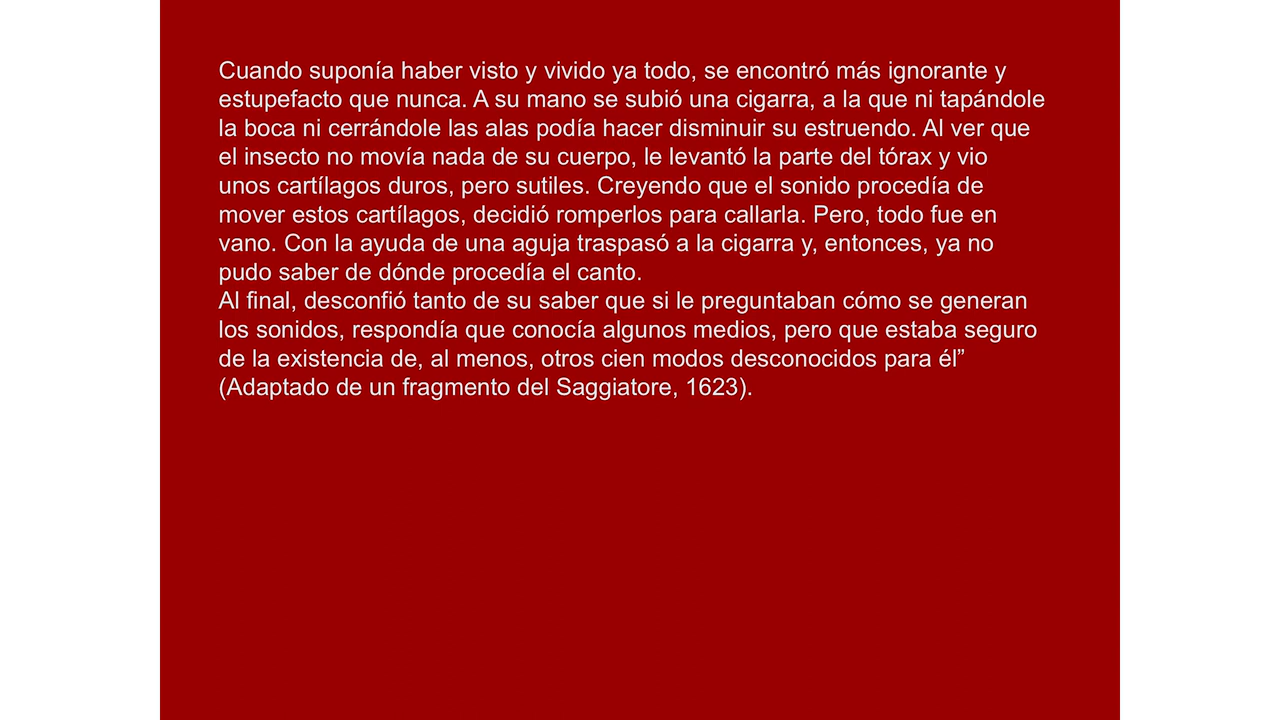 Cuando suponía haber visto y vivido ya todo, se encontró más ignorante y
estupefacto que nunca. A su mano se subió una cigarra, a la que ni tapándole
la boca ni cerrándole las alas podía hacer disminuir su estruendo. Al ver que
el insecto no movía nada de su cuerpo, le levantó la parte del tórax y vio
unos cartílagos duros, pero sutiles. Creyendo que el sonido procedía de
mover estos cartílagos, decidió romperlos para callarla. Pero, todo fue en
vano. Con la ayuda de una aguja traspasó a la cigarra y, entonces, ya no
pudo saber de dónde procedía el canto.
Al final, desconfió tanto de su saber que si le preguntaban cómo se generan
los sonidos, respondía que conocía algunos medios, pero que estaba seguro
de la existencia de, al menos, otros cien modos desconocidos para él”
(Adaptado de un fragmento del Saggiatore, 1623).